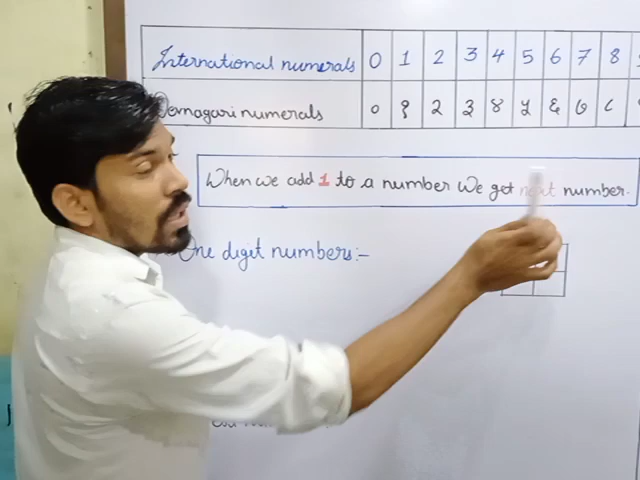 International numerals 0 1 2 3 4 5 6 7 8
Devnagari numerals ० १ २ ३ ४ ५ ६ ७ ८
When we add 1 to a number We get next number.
One digit numbers:-